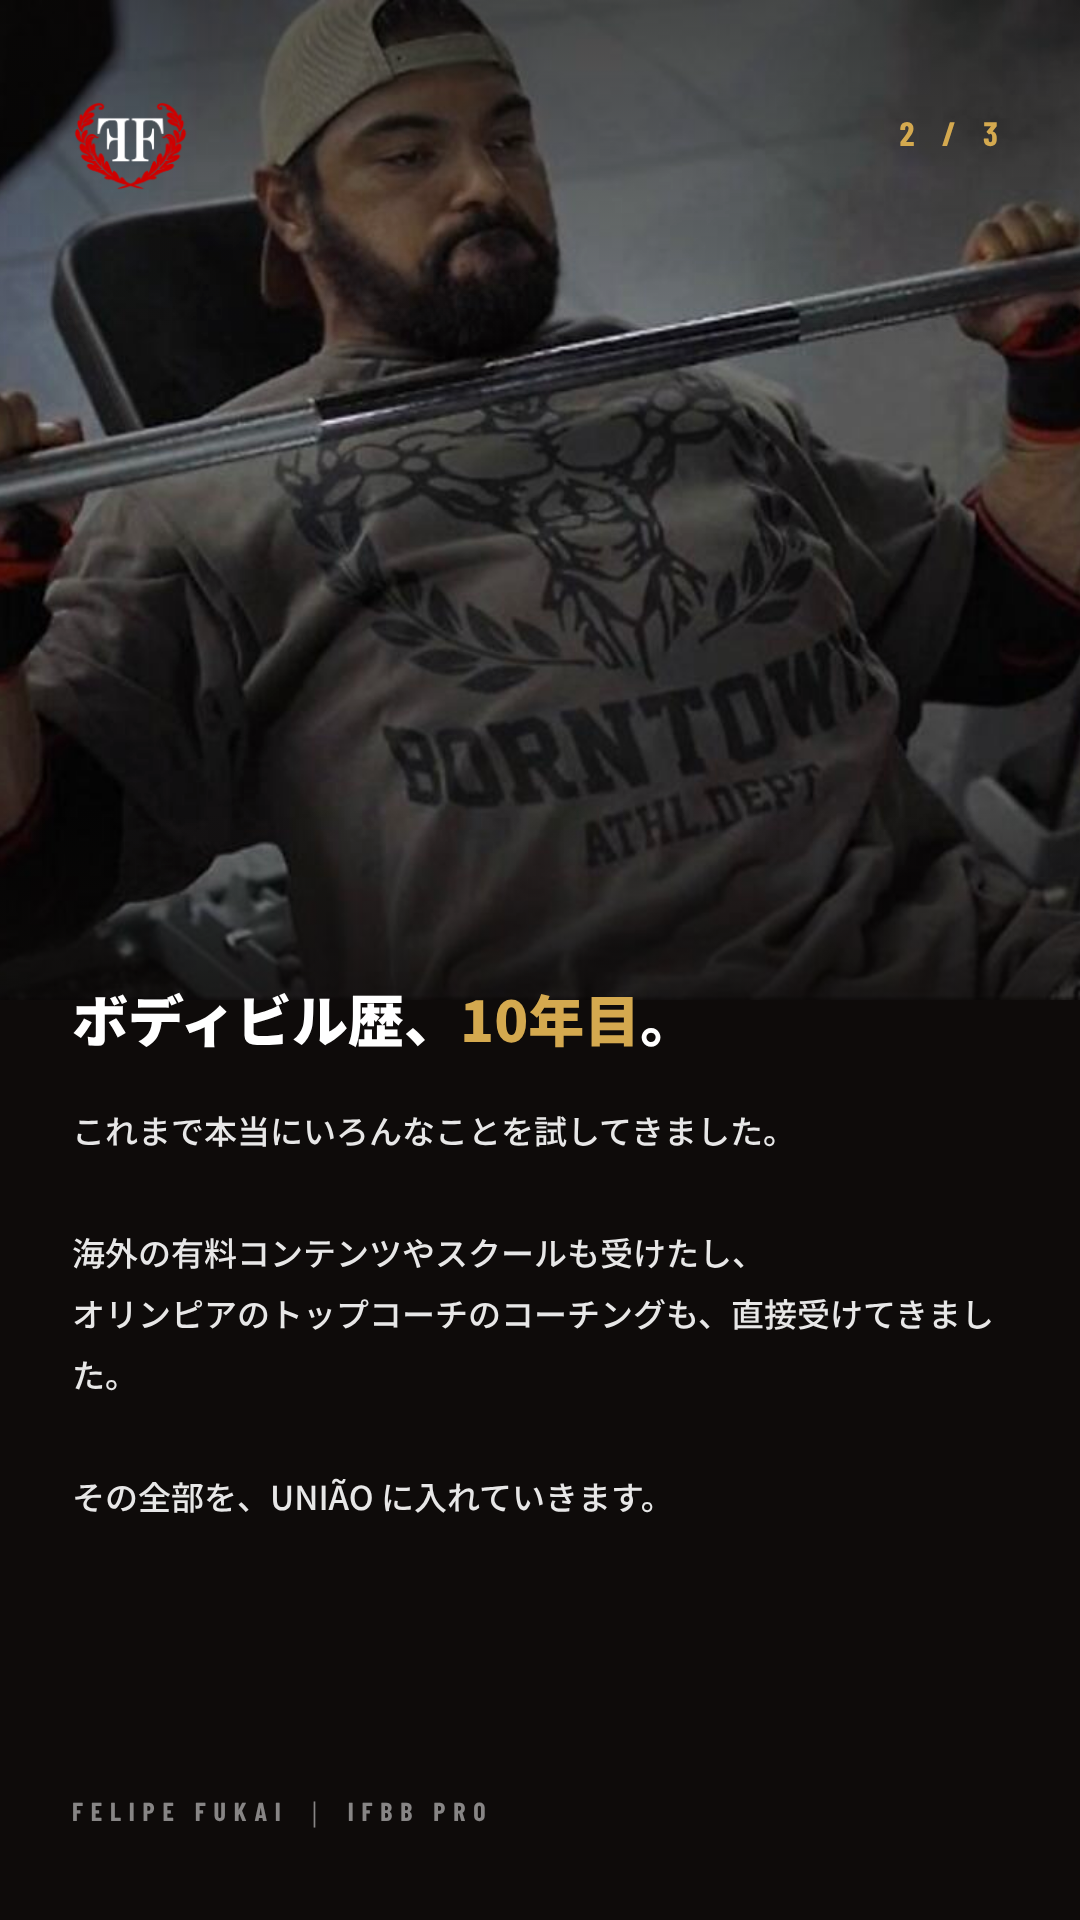 FF
2 / 3
BORNTOW
ATHL.DEPT
ボディビル歴、10年目。
これまで本当にいろんなことを試してきました。
海外の有料コンテンツやスクールも受けたし、
オリンピアのトップコーチのコーチングも、直接受けてきまし
た。
その全部を、UNIÃO に入れていきます。
FELIPE FUKAI | IFBB PRO